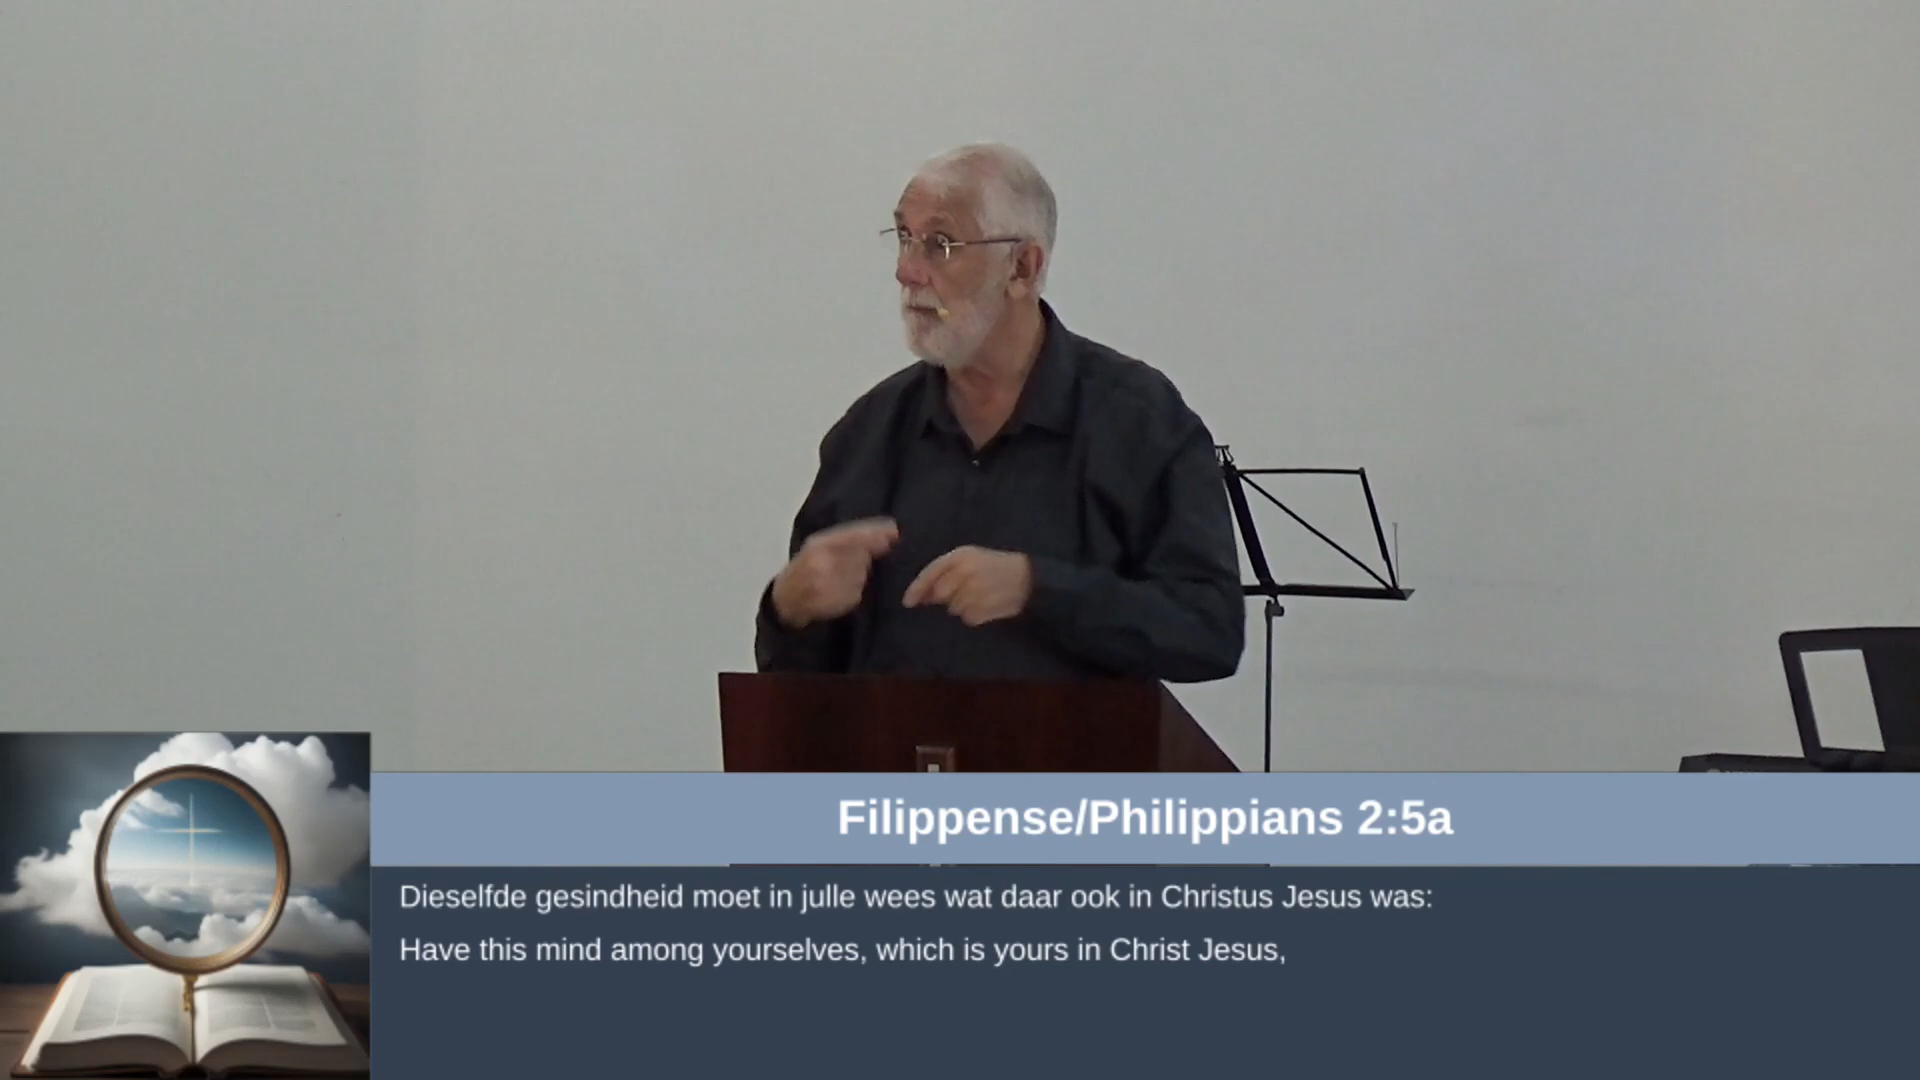 Filippense/Philippians 2:5a
Dieselfde gesindheid moet in julle wees wat daar ook in Christus Jesus was:
Have this mind among yourselves, which is yours in Christ Jesus,